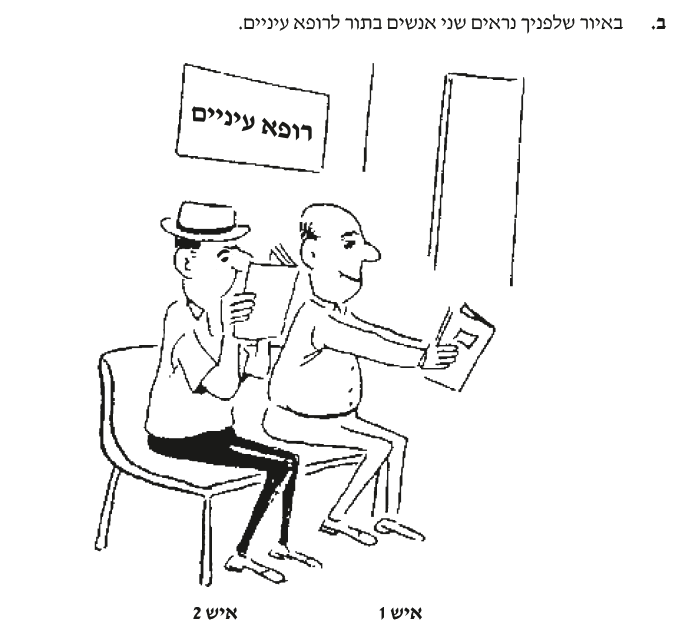 ב. באיור שלפניך נראים שני אנשים בתור לרופא עיניים.
רופא עיניים
איש 2 איש 1